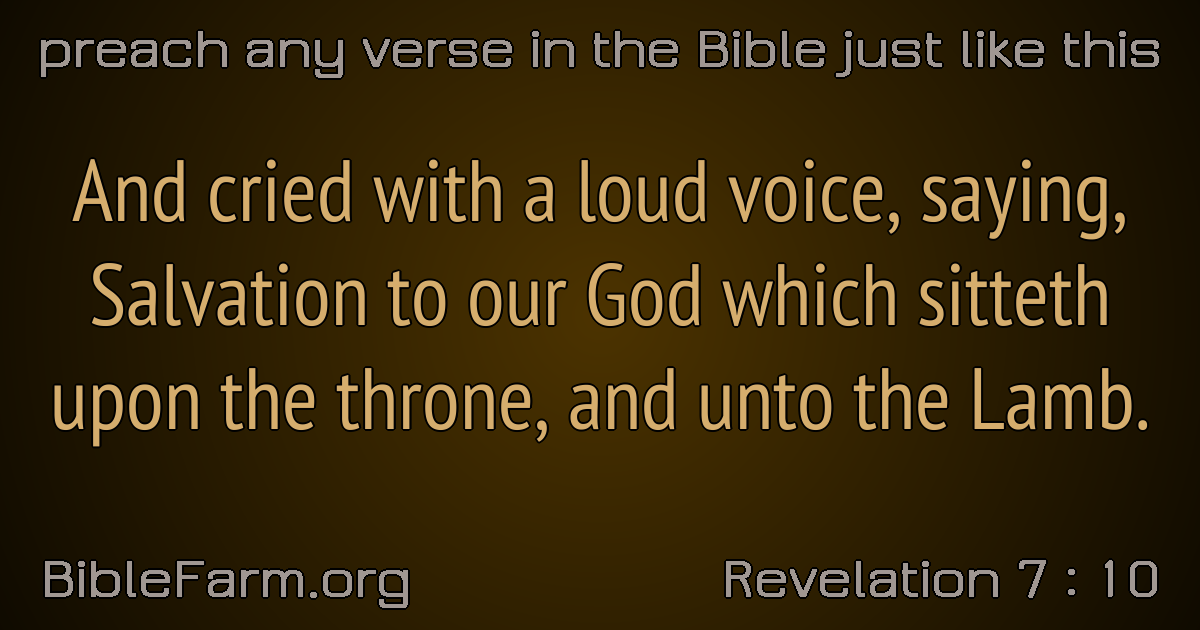 preach any verse in the Bible just like this
And cried with a loud voice, saying,
Salvation to our God which sitteth
upon the throne, and unto the Lamb.
BibleFarm.org
Revelation 7 : 10